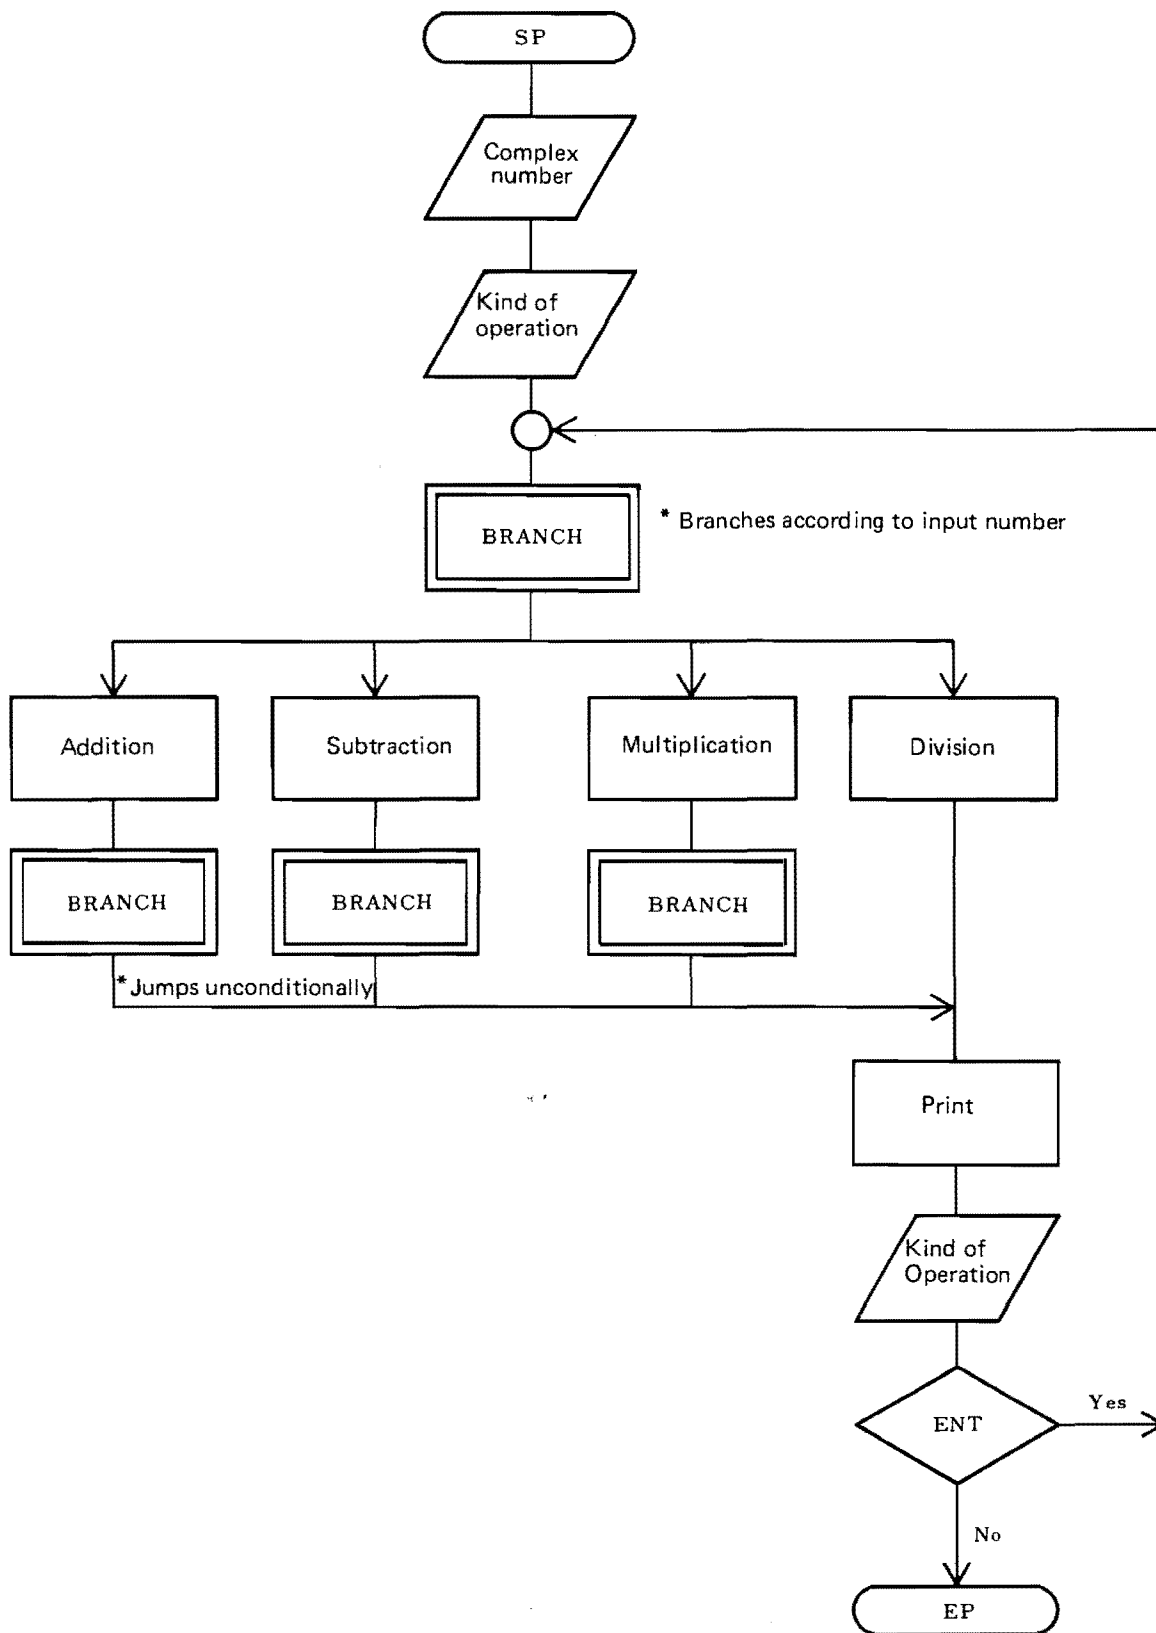 SP
Complex
number
Kind of
operation
BRANCH
* Branches according to input number
Addition
Subtraction
Multiplication
Division
BRANCH
BRANCH
BRANCH
* Jumps unconditionally
Print
Kind of
Operation
ENT
Yes
No
EP